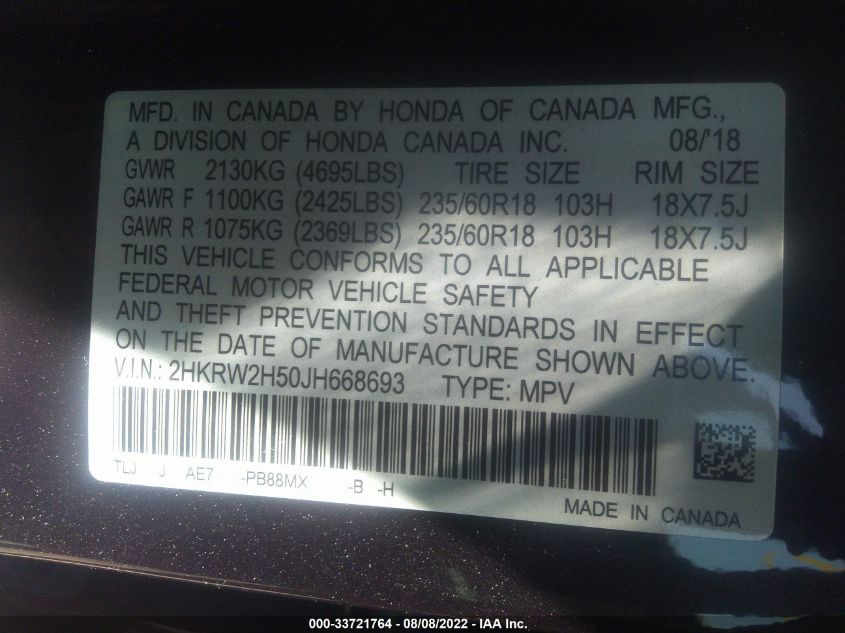 MFD. IN CANADA BY HONDA OF CANADA MFG.,
A DIVISION OF HONDA CANADA INC. 08/'18
GVWR 2130KG (4695LBS) TIRE SIZE RIM SIZE
GAWR F 1100KG (2425LBS) 235/60R18 103H 18X7.5J
GAWR R 1075KG (2369LBS) 235/60R18 103H 18X7.5J
THIS VEHICLE CONFORMS TO ALL APPLICABLE
FEDERAL MOTOR VEHICLE SAFETY
AND THEFT PREVENTION STANDARDS IN EFFECT
ON THE DATE OF MANUFACTURE SHOWN ABOVE.
V.I.N.: 2HKRW2H50JH668693 TYPE: MPV
TLJ J AE7 -PB88MX -B -H
MADE IN CANADA
000-33721764 - 08/08/2022 - IAA Inc.